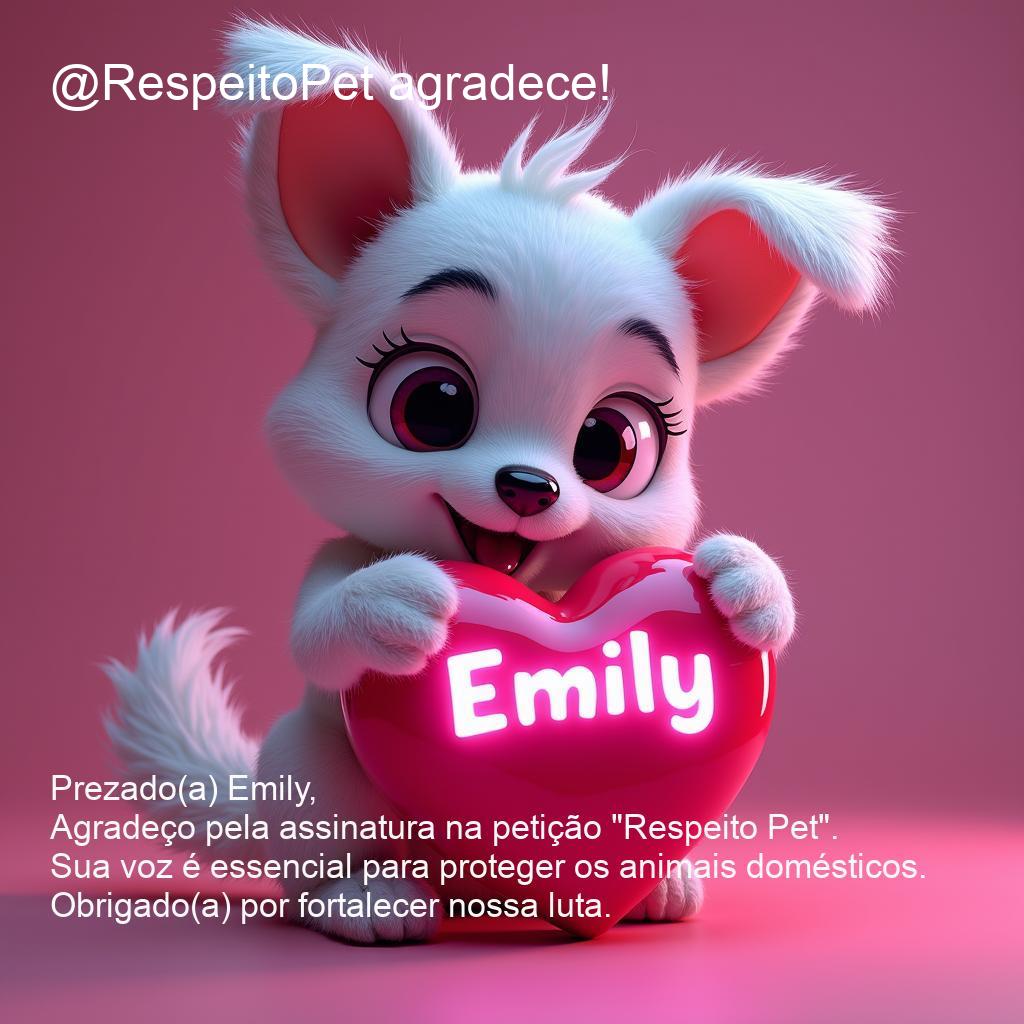 @RespeitoPet agradece!
Emily
Prezado(a) Emily,
Agradeço pela assinatura na petição "Respeito Pet".
Sua voz é essencial para proteger os animais domésticos.
Obrigado(a) por fortalecer nossa luta.